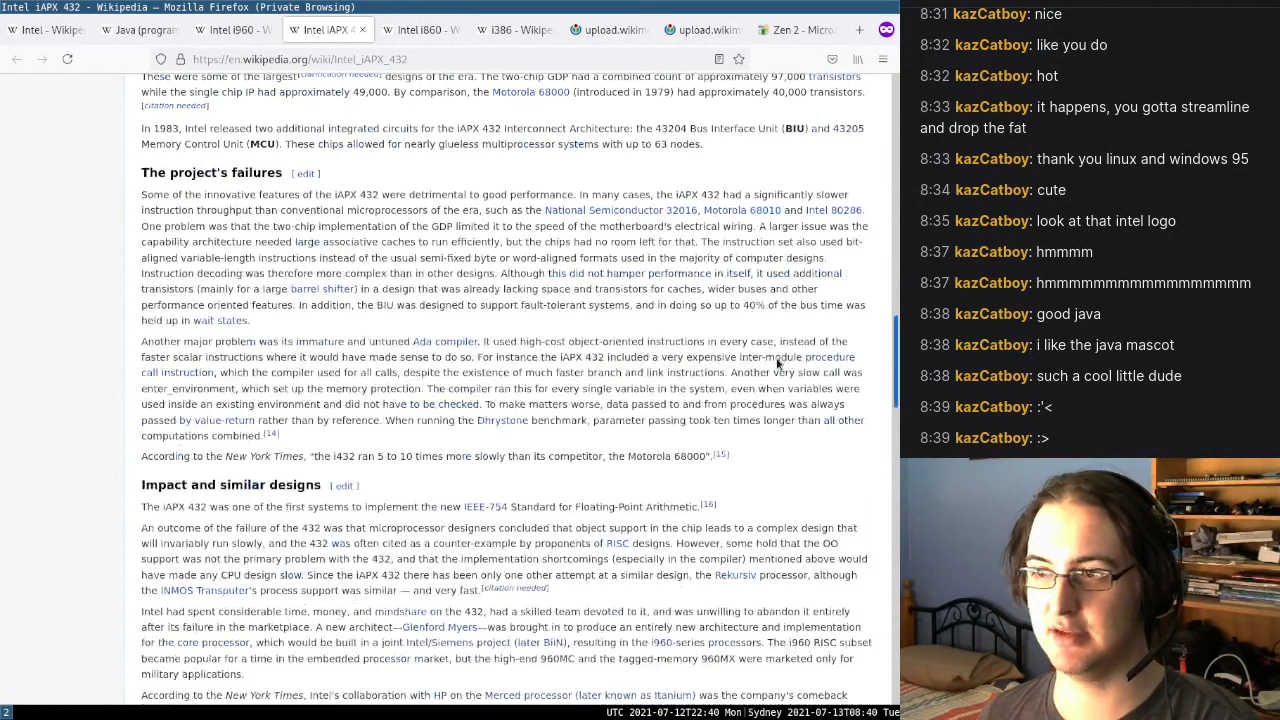 Intel iAPX 432 - Wikipedia — Mozilla Firefox (Private Browsing)
Intel - Wikipe
Java (progran
Intel i960 - W
Intel iAPX 4
Intel i860 - W
i386 - Wikipe
upload.wikim
upload.wikim
Zen 2 - Micro
https://en.wikipedia.org/wiki/Intel_iAPX_432
These were some of the largest[clarification needed] designs of the era. The two-chip GDP had a combined count of approximately 97,000 transistors
while the single chip IP had approximately 49,000. By comparison, the Motorola 68000 (introduced in 1979) had approximately 40,000 transistors.
[citation needed]
In 1983, Intel released two additional integrated circuits for the iAPX 432 Interconnect Architecture: the 43204 Bus Interface Unit (BIU) and 43205
Memory Control Unit (MCU). These chips allowed for nearly glueless multiprocessor systems with up to 63 nodes.
The project's failures [ edit ]
Some of the innovative features of the iAPX 432 were detrimental to good performance. In many cases, the iAPX 432 had a significantly slower
instruction throughput than conventional microprocessors of the era, such as the National Semiconductor 32016, Motorola 68010 and Intel 80286.
One problem was that the two-chip implementation of the GDP limited it to the speed of the motherboard's electrical wiring. A larger issue was the
capability architecture needed large associative caches to run efficiently, but the chips had no room left for that. The instruction set also used bit-
aligned variable-length instructions instead of the usual semi-fixed byte or word-aligned formats used in the majority of computer designs.
Instruction decoding was therefore more complex than in other designs. Although this did not hamper performance in itself, it used additional
transistors (mainly for a large barrel shifter) in a design that was already lacking space and transistors for caches, wider buses and other
performance oriented features. In addition, the BIU was designed to support fault-tolerant systems, and in doing so up to 40% of the bus time was
held up in wait states.
Another major problem was its immature and untuned Ada compiler. It used high-cost object-oriented instructions in every case, instead of the
faster scalar instructions where it would have made sense to do so. For instance the iAPX 432 included a very expensive inter-module procedure
call instruction, which the compiler used for all calls, despite the existence of much faster branch and link instructions. Another very slow call was
enter_environment, which set up the memory protection. The compiler ran this for every single variable in the system, even when variables were
used inside an existing environment and did not have to be checked. To make matters worse, data passed to and from procedures was always
passed by value-return rather than by reference. When running the Dhrystone benchmark, parameter passing took ten times longer than all other
computations combined.[14]
According to the New York Times, "the i432 ran 5 to 10 times more slowly than its competitor, the Motorola 68000".[15]
Impact and similar designs [ edit ]
The iAPX 432 was one of the first systems to implement the new IEEE-754 Standard for Floating-Point Arithmetic.[16]
An outcome of the failure of the 432 was that microprocessor designers concluded that object support in the chip leads to a complex design that
will invariably run slowly, and the 432 was often cited as a counter-example by proponents of RISC designs. However, some hold that the OO
support was not the primary problem with the 432, and that the implementation shortcomings (especially in the compiler) mentioned above would
have made any CPU design slow. Since the iAPX 432 there has been only one other attempt at a similar design, the Rekursiv processor, although
the INMOS Transputer's process support was similar — and very fast.[citation needed]
Intel had spent considerable time, money, and mindshare on the 432, had a skilled team devoted to it, and was unwilling to abandon it entirely
after its failure in the marketplace. A new architect—Glenford Myers—was brought in to produce an entirely new architecture and implementation
for the core processor, which would be built in a joint Intel/Siemens project (later BiiN), resulting in the i960-series processors. The i960 RISC subset
became popular for a time in the embedded processor market, but the high-end 960MC and the tagged-memory 960MX were marketed only for
military applications.
According to the New York Times, Intel's collaboration with HP on the Merced processor (later known as Itanium) was the company's comeback
2
UTC 2021-07-12T22:40 Mon|Sydney 2021-07-13T08:40 Tue
8:31 kazCatboy: nice
8:32 kazCatboy: like you do
8:32 kazCatboy: hot
8:33 kazCatboy: it happens, you gotta streamline
and drop the fat
8:33 kazCatboy: thank you linux and windows 95
8:34 kazCatboy: cute
8:35 kazCatboy: look at that intel logo
8:37 kazCatboy: hmmmm
8:37 kazCatboy: hmmmmmmmmmmmmmmmmmm
8:38 kazCatboy: good java
8:38 kazCatboy: i like the java mascot
8:38 kazCatboy: such a cool little dude
8:39 kazCatboy: :'<
8:39 kazCatboy: :>